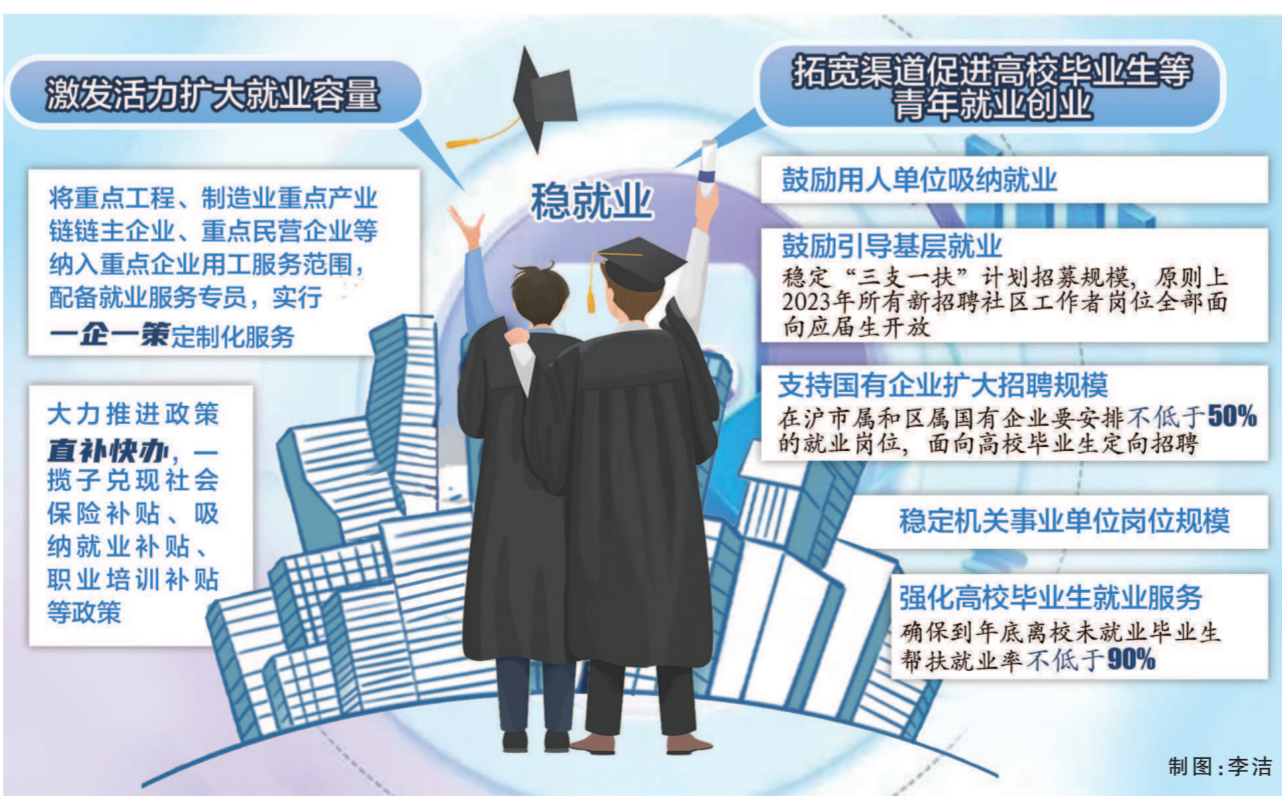 激发活力扩大就业容量
将重点工程、制造业重点产业
链链主企业、重点民营企业等
纳入重点企业用工服务范围，
配备就业服务专员，实行
一企一策定制化服务
大力推进政策
直补快办，一
揽子兑现社会
保险补贴、吸
纳就业补贴、
职业培训补贴
等政策
稳就业
拓宽渠道促进高校毕业生等
青年就业创业
鼓励用人单位吸纳就业
鼓励引导基层就业
稳定“三支一扶”计划招募规模，原则上
2023年所有新招聘社区工作者岗位全部面
向应届生开放
支持国有企业扩大招聘规模
在沪市属和区属国有企业要安排不低于50%
的就业岗位，面向高校毕业生定向招聘
稳定机关事业单位岗位规模
强化高校毕业生就业服务
确保到年底离校未就业毕业生
帮扶就业率不低于90%
制图：李洁